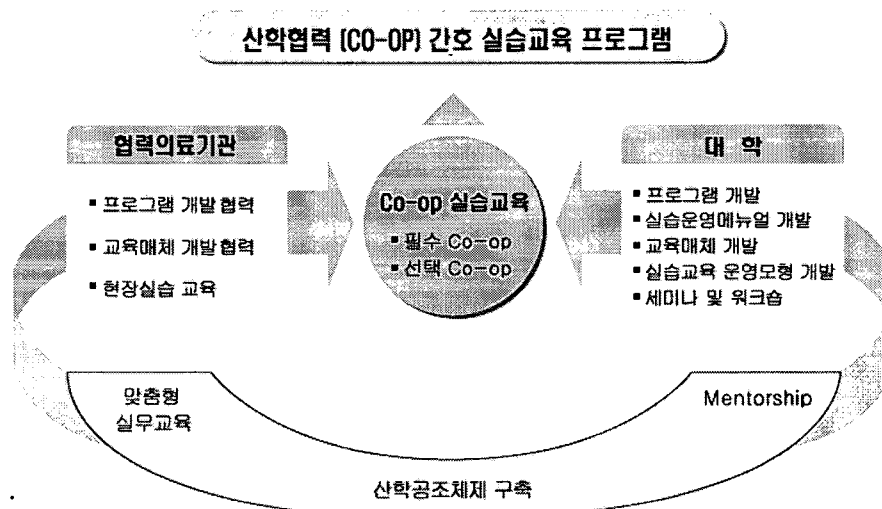 산학협력 (CO-OP) 간호 실습교육 프로그램
협력의료기관
▪ 프로그램 개발협력
▪ 교육매체 개발협력
▪ 현장실습 교육
Co-op 실습교육
▪ 필수 Co-op
▪ 선택 Co-op
대 학
▪ 프로그램 개발
▪ 실습운영메뉴얼 개발
▪ 교육매체 개발
▪ 실습교육 운영모형 개발
▪ 세미나 및 워크숍
맞춤형
실무교육
Mentorship
산학공조체제 구축